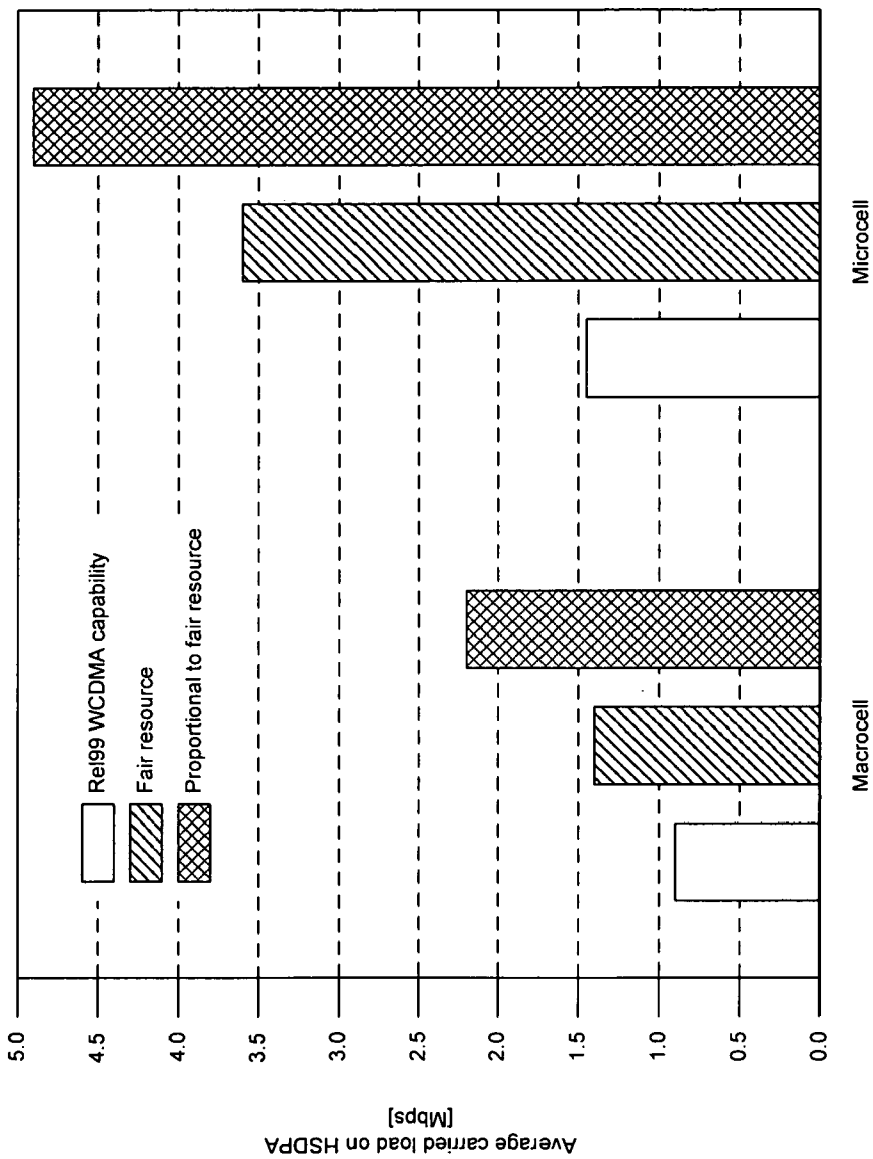 Average carried load on HSDPA
[Mbps]
5.0
4.5
4.0
3.5
3.0
2.5
2.0
1.5
1.0
0.5
0.0
Rel99 WCDMA capability
Fair resource
Proportional to fair resource
Macrocell
Microcell